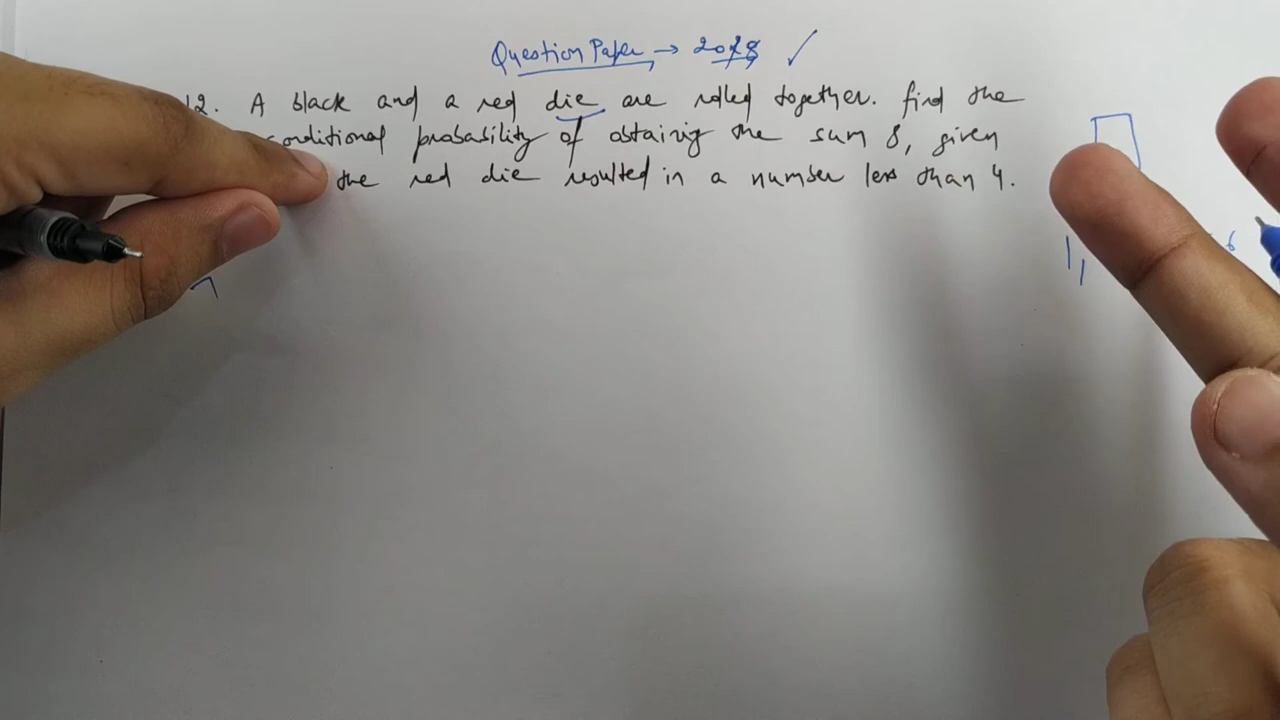 Question Paper → 2018 ✓
12. A black and a red die are rolled together. find the
conditional probability of obtaining the sum 8, given
the red die resulted in a number less than 4.
6